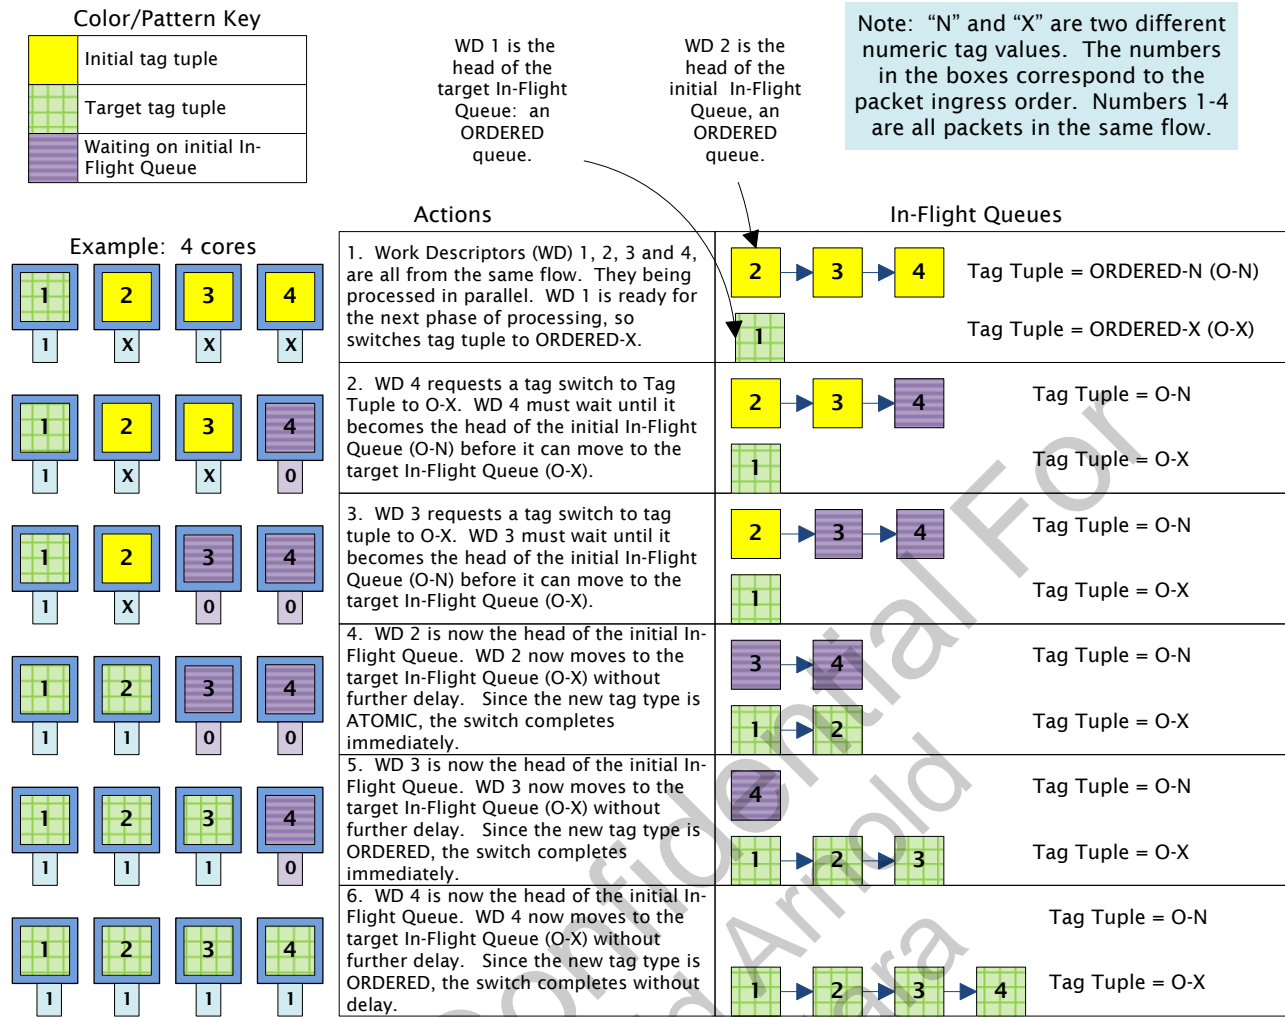 Color/Pattern Key
Initial tag tuple
Target tag tuple
Waiting on initial In-
Flight Queue
WD 1 is the
head of the
target In-Flight
Queue:  an
ORDERED
queue.
WD 2 is the
head of the
initial  In-Flight
Queue, an
ORDERED
queue.
Note:  “N” and “X” are two different
numeric tag values.  The numbers
in the boxes correspond to the
packet ingress order.  Numbers 1-4
are all packets in the same flow.
Actions
In-Flight Queues
Example:  4 cores
1 2 3 4
1 X X X
1.  Work Descriptors (WD) 1, 2, 3 and 4,
are all from the same flow.  They being
processed in parallel.  WD 1 is ready for
the next phase of processing, so
switches tag tuple to ORDERED-X.
2 3 4 Tag Tuple = ORDERED-N (O-N)
1 Tag Tuple = ORDERED-X (O-X)
1 2 3 4
1 X X 0
2.  WD 4 requests a tag switch to Tag
Tuple to O-X.  WD 4 must wait until it
becomes the head of the initial In-Flight
Queue (O-N) before it can move to the
target In-Flight Queue (O-X).
2 3 4 Tag Tuple = O-N
1 Tag Tuple = O-X
1 2 3 4
1 X 0 0
3.  WD 3 requests a tag switch to tag
tuple to O-X.  WD 3 must wait until it
becomes the head of the initial In-Flight
Queue (O-N) before it can move to the
target In-Flight Queue (O-X).
2 3 4 Tag Tuple = O-N
1 Tag Tuple = O-X
1 2 3 4
1 1 0 0
4.  WD 2 is now the head of the initial In-
Flight Queue.  WD 2 now moves to the
target In-Flight Queue (O-X) without
further delay.   Since the new tag type is
ATOMIC, the switch completes
immediately.
3 4 Tag Tuple = O-N
1 2 Tag Tuple = O-X
1 2 3 4
1 1 1 0
5.  WD 3 is now the head of the initial In-
Flight Queue.  WD 3 now moves to the
target In-Flight Queue (O-X) without
further delay.   Since the new tag type is
ORDERED, the switch completes
immediately.
4 Tag Tuple = O-N
1 2 3 Tag Tuple = O-X
1 2 3 4
1 1 1 1
6.  WD 4 is now the head of the initial In-
Flight Queue.  WD 4 now moves to the
target In-Flight Queue (O-X) without
further delay.   Since the new tag type is
ORDERED, the switch completes without
delay.
Tag Tuple = O-N
1 2 3 4 Tag Tuple = O-X
For
Arnold